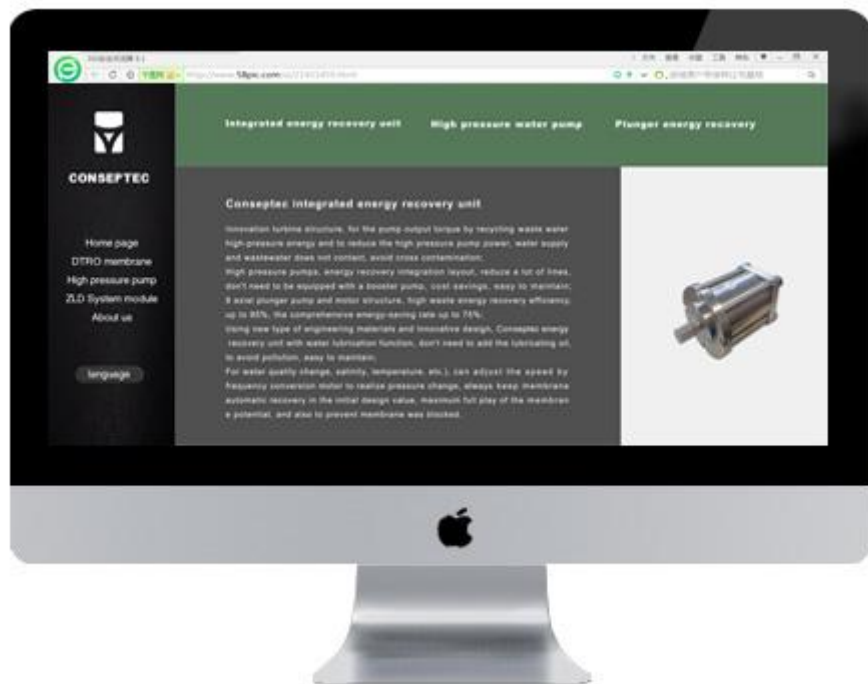 58pic.com
CONSEPTEC
Home page
DTRO membrane
High pressure pump
ZLD System module
About us
language
Integrated energy recovery unit
High pressure water pump
Plunger energy recovery
Conseptec integrated energy recovery unit
Innovation turbine structure, for the pump output torque by recycling waste water
high-pressure energy and to reduce the high pressure pump power, water supply
and wastewater does not contact, avoid cross contamination;
High pressure pumps, energy recovery integration layout, reduce a lot of lines,
don't need to be equipped with a booster pump, cost savings, easy to maintain;
9 axial plunger pump and motor structure, high waste energy recovery efficiency
up to 95%, the comprehensive energy-saving rate up to 75%;
Using new type of engineering materials and innovative design, Conseptec energy
recovery unit with water lubrication function, don't need to add the lubricating oil,
to avoid pollution, easy to maintain;
For water quality change, salinity, temperature, etc.), can adjust the speed by
frequency conversion motor to realize pressure change, always keep membrane
automatic recovery in the initial design value, maximum full play of the membran
e potential, and also to prevent membrane was blocked.